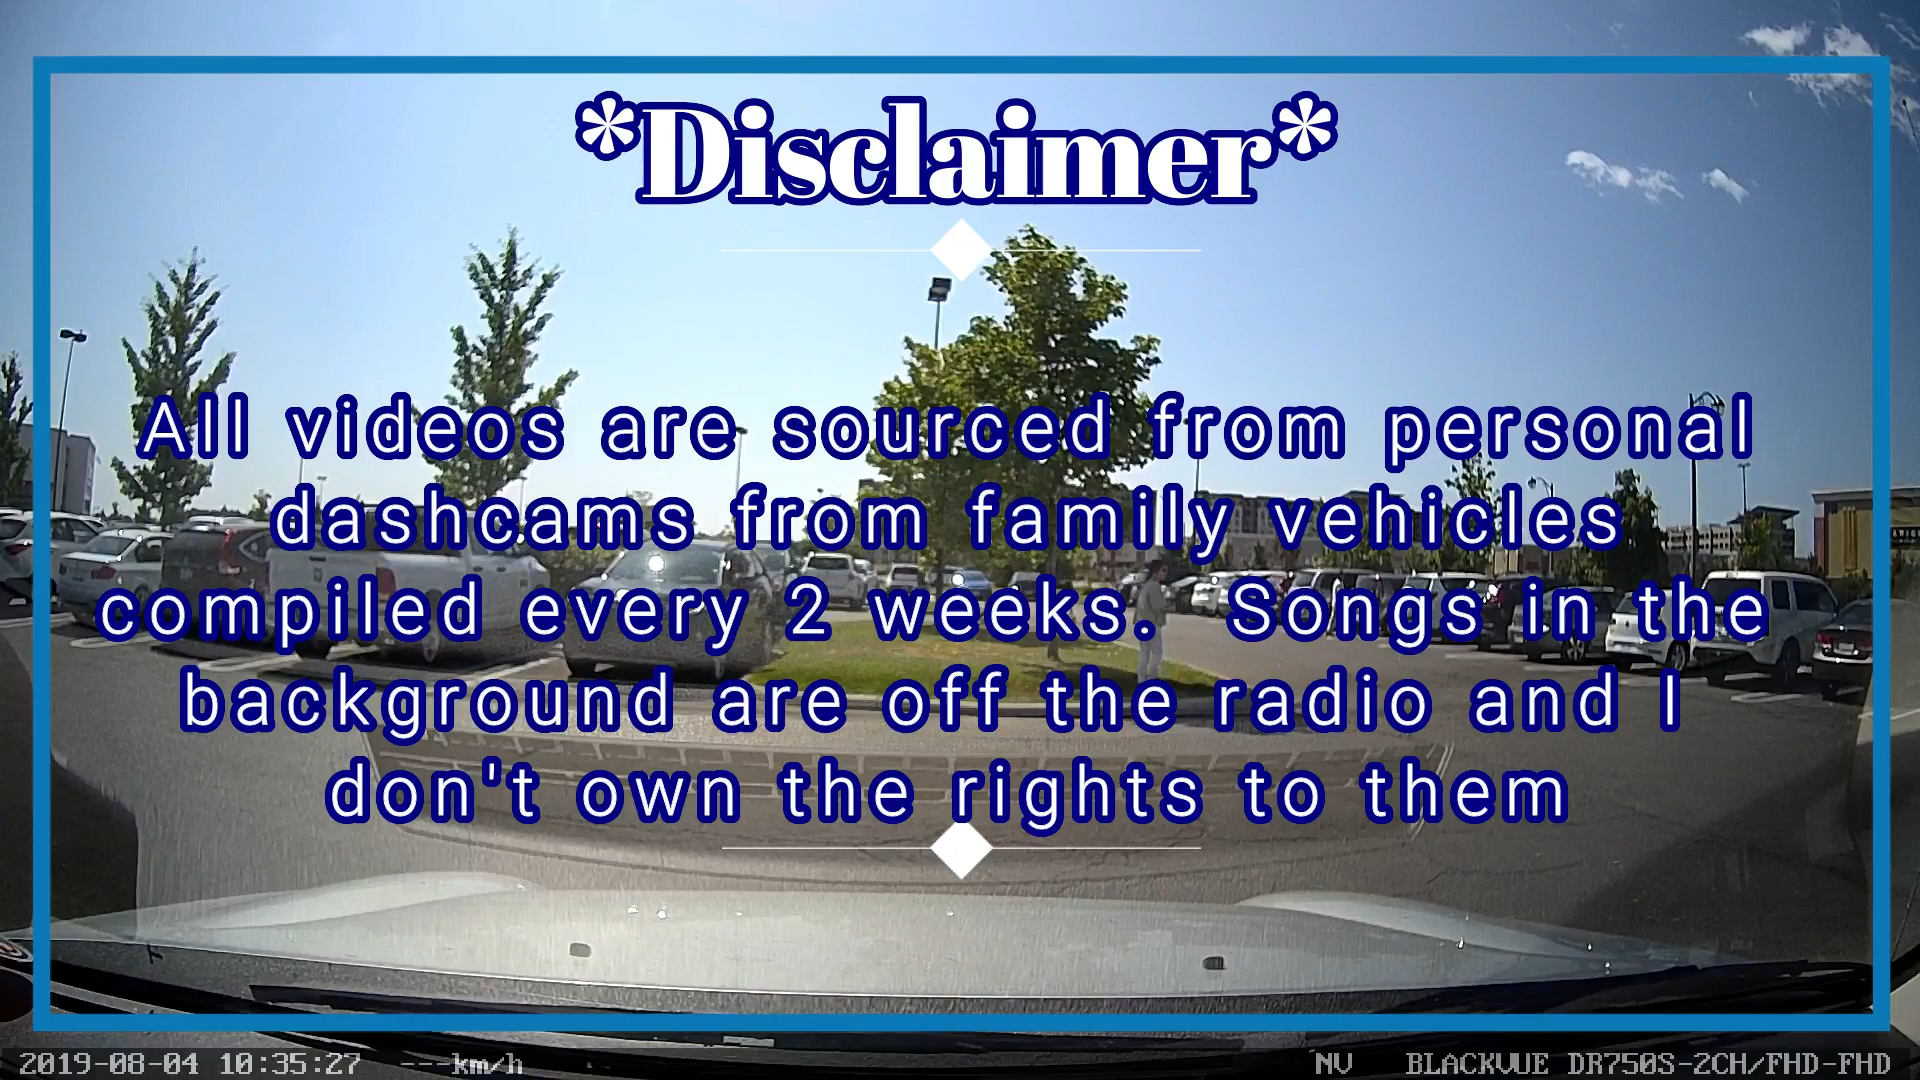 *Disclaimer*
All videos are sourced from personal
dashcams from family vehicles
compiled every 2 weeks.  Songs in the
background are off the radio and I
don't own the rights to them
2019-08-04 10:35:27 ---km/h NV BLACKVUE DR750S-2CH/FHD-FHD